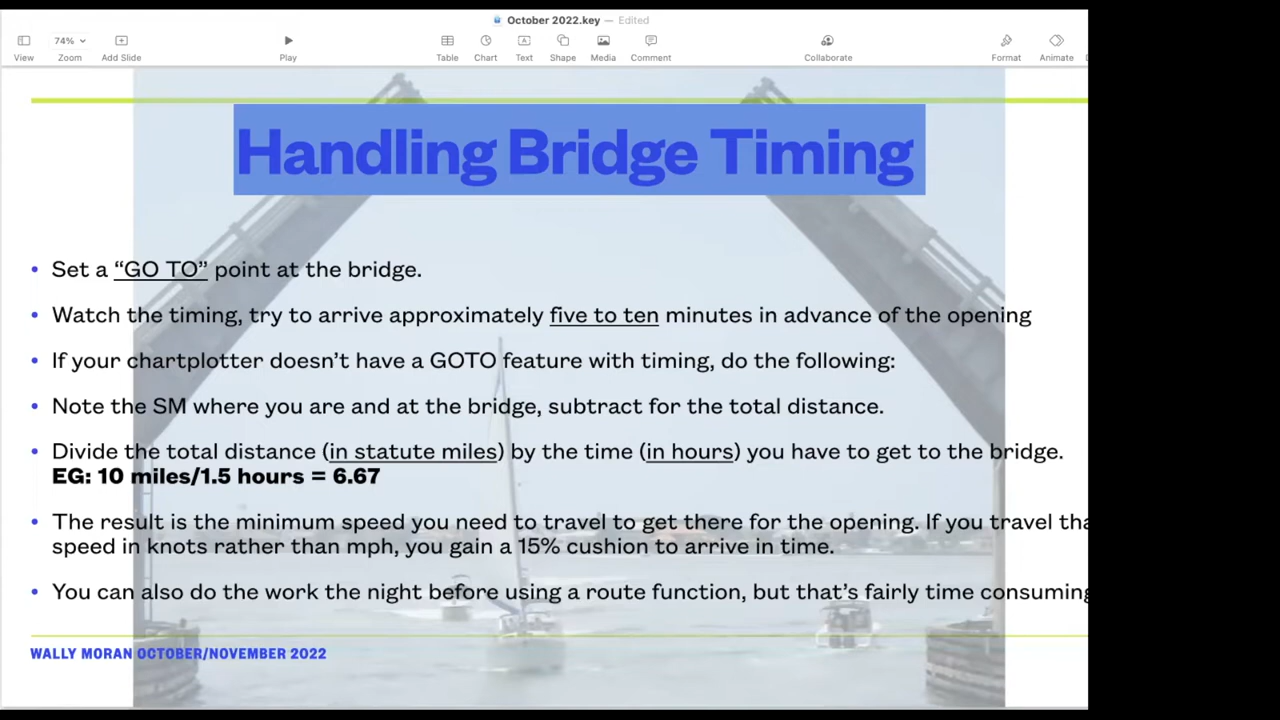 October 2022.key — Edited
74%
View Zoom Add Slide Play Table Chart Text Shape Media Comment Collaborate Format Animate
Handling Bridge Timing
• Set a “GO TO” point at the bridge.
• Watch the timing, try to arrive approximately five to ten minutes in advance of the opening
• If your chartplotter doesn’t have a GOTO feature with timing, do the following:
• Note the SM where you are and at the bridge, subtract for the total distance.
• Divide the total distance (in statute miles) by the time (in hours) you have to get to the bridge.
EG: 10 miles/1.5 hours = 6.67
• The result is the minimum speed you need to travel to get there for the opening. If you travel tha
speed in knots rather than mph, you gain a 15% cushion to arrive in time.
• You can also do the work the night before using a route function, but that’s fairly time consuming
WALLY MORAN OCTOBER/NOVEMBER 2022